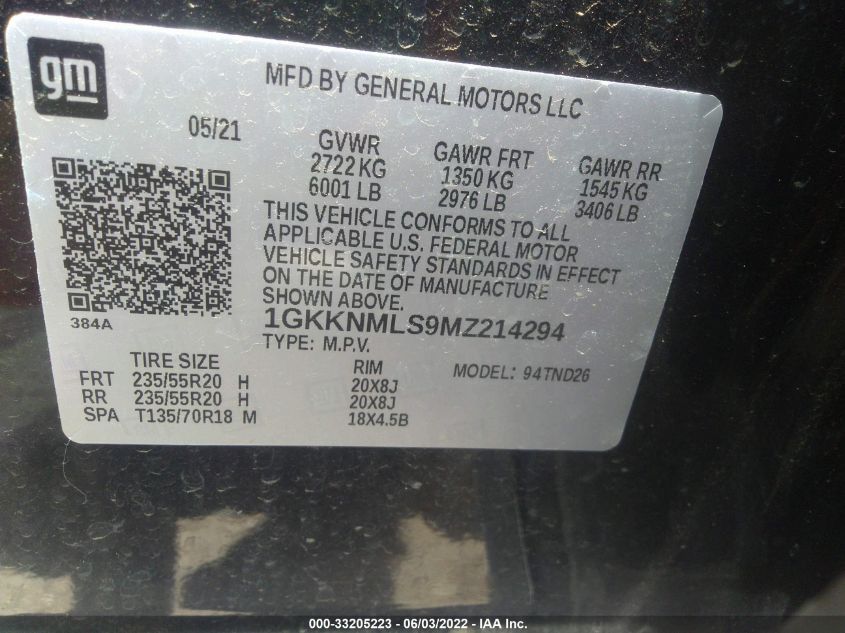 gm
MFD BY GENERAL MOTORS LLC
05/21
GVWR
2722 KG
6001 LB
GAWR FRT
1350 KG
2976 LB
GAWR RR
1545 KG
3406 LB
THIS VEHICLE CONFORMS TO ALL
APPLICABLE U.S. FEDERAL MOTOR
VEHICLE SAFETY STANDARDS IN EFFECT
ON THE DATE OF MANUFACTURE
SHOWN ABOVE.
384A
1GKKNMLS9MZ214294
TYPE: M.P.V.
MODEL: 94TND26
TIRE SIZE RIM
FRT 235/55R20 H 20X8J
RR 235/55R20 H 20X8J
SPA T135/70R18 M 18X4.5B
000-33205223 - 06/03/2022 - IAA Inc.